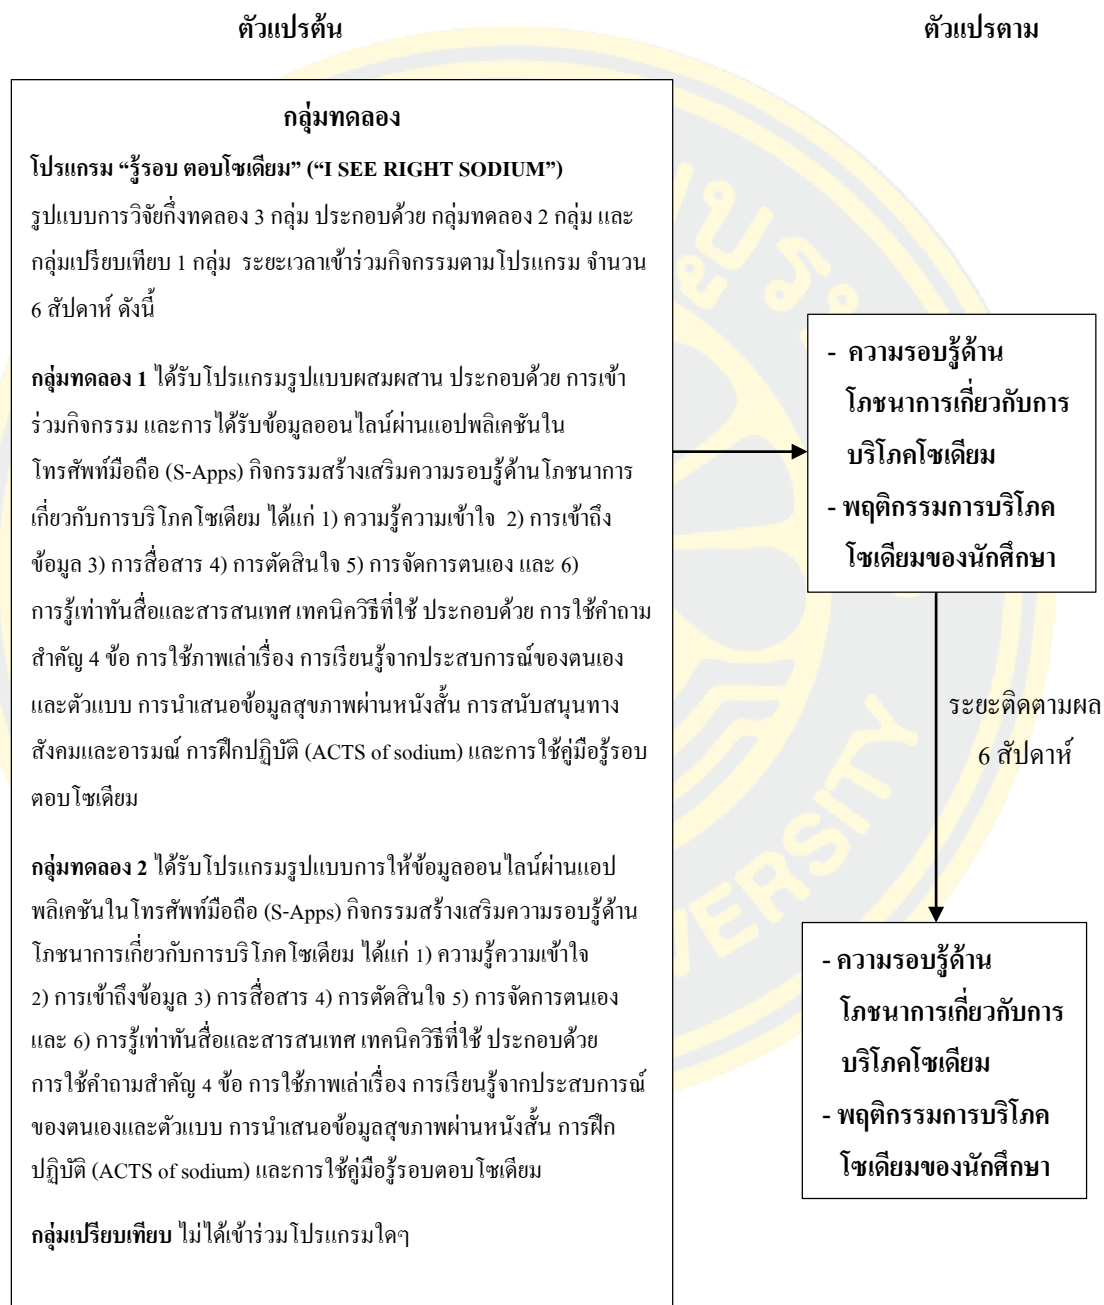 ตัวแปรต้น
ตัวแปรตาม
กลุ่มทดลอง
โปรแกรม “รู้รอบ ตอบโซเดียม” (“I SEE RIGHT SODIUM”)
รูปแบบการวิจัยกึ่งทดลอง 3 กลุ่ม ประกอบด้วย กลุ่มทดลอง 2 กลุ่ม และ
กลุ่มเปรียบเทียบ 1 กลุ่ม ระยะเวลาเข้าร่วมกิจกรรมตามโปรแกรม จำนวน
6 สัปดาห์ ดังนี้
กลุ่มทดลอง 1 ได้รับโปรแกรมรูปแบบผสมผสาน ประกอบด้วย การเข้า
ร่วมกิจกรรม และการได้รับข้อมูลออนไลน์ผ่านแอปพลิเคชันใน
โทรศัพท์มือถือ (S-Apps) กิจกรรมสร้างเสริมความรอบรู้ด้านโภชนาการ
เกี่ยวกับการบริโภคโซเดียม ได้แก่ 1) ความรู้ความเข้าใจ 2) การเข้าถึง
ข้อมูล 3) การสื่อสาร 4) การตัดสินใจ 5) การจัดการตนเอง และ 6)
การรู้เท่าทันสื่อและสารสนเทศ เทคนิควิธีที่ใช้ ประกอบด้วย การใช้คำถาม
สำคัญ 4 ข้อ การใช้ภาพเล่าเรื่อง การเรียนรู้จากประสบการณ์ของตนเอง
และตัวแบบ การนำเสนอข้อมูลสุขภาพผ่านหนังสั้น การสนับสนุนทาง
สังคมและอารมณ์ การฝึกปฏิบัติ (ACTS of sodium) และการใช้คู่มือรู้รอบ
ตอบโซเดียม
กลุ่มทดลอง 2 ได้รับโปรแกรมรูปแบบการให้ข้อมูลออนไลน์ผ่านแอป
พลิเคชันในโทรศัพท์มือถือ (S-Apps) กิจกรรมสร้างเสริมความรอบรู้ด้าน
โภชนาการเกี่ยวกับการบริโภคโซเดียม ได้แก่ 1) ความรู้ความเข้าใจ
2) การเข้าถึงข้อมูล 3) การสื่อสาร 4) การตัดสินใจ 5) การจัดการตนเอง
และ 6) การรู้เท่าทันสื่อและสารสนเทศ เทคนิควิธีที่ใช้ ประกอบด้วย
การใช้คำถามสำคัญ 4 ข้อ การใช้ภาพเล่าเรื่อง การเรียนรู้จากประสบการณ์
ของตนเองและตัวแบบ การนำเสนอข้อมูลสุขภาพผ่านหนังสั้น การฝึก
ปฏิบัติ (ACTS of sodium) และการใช้คู่มือรู้รอบตอบโซเดียม
กลุ่มเปรียบเทียบ ไม่ได้เข้าร่วมโปรแกรมใดๆ
- ความรอบรู้ด้าน
โภชนาการเกี่ยวกับการ
บริโภคโซเดียม
- พฤติกรรมการบริโภค
โซเดียมของนักศึกษา
ระยะติดตามผล
6 สัปดาห์
- ความรอบรู้ด้าน
โภชนาการเกี่ยวกับการ
บริโภคโซเดียม
- พฤติกรรมการบริโภค
โซเดียมของนักศึกษา